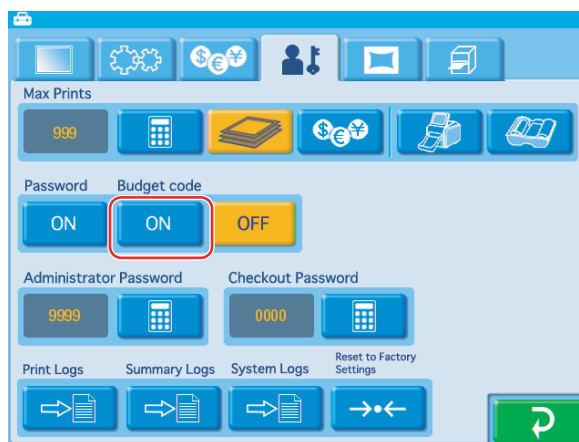 $ € ¥
Max Prints
999
$ € ¥
Password Budget code
ON ON OFF
Administrator Password Checkout Password
9999 0000
Print Logs Summary Logs System Logs Reset to Factory
Settings